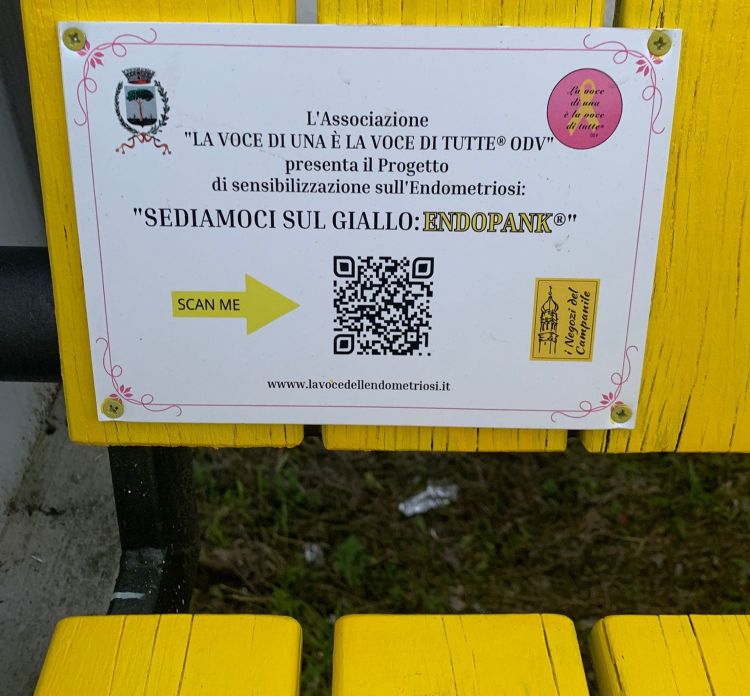 La voce
di una
è la voce
di tutte®
ODV
L'Associazione
"LA VOCE DI UNA È LA VOCE DI TUTTE® ODV"
presenta il Progetto
di sensibilizzazione sull'Endometriosi:
"SEDIAMOCI SUL GIALLO: ENDOPANK®"
SCAN ME
i Negozi del
Campanile
www.lavocedellendometriosi.it